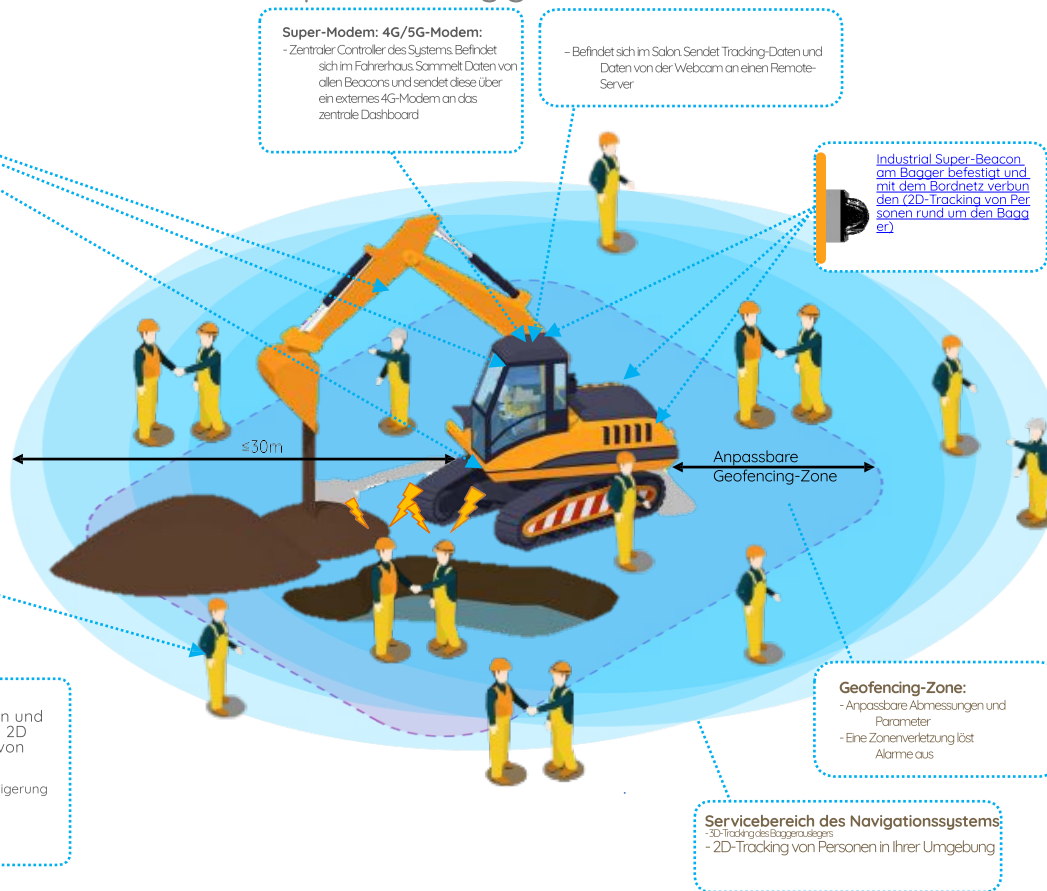 Super-Modem: 4G/5G-Modem:
- Zentraler Controller des Systems. Befindet
sich im Fahrerhaus. Sammelt Daten von
allen Beacons und sendet diese über
ein externes 4G-Modem an das
zentrale Dashboard
– Befindet sich im Salon. Sendet Tracking-Daten und
Daten von der Webcam an einen Remote-
Server
Industrial Super-Beacon
am Bagger befestigt und
mit dem Bordnetz verbun
den (2D-Tracking von Per
sonen rund um den Bagg
er)
≤30m
Anpassbare
Geofencing-Zone
n und
2D
von
igerung
Geofencing-Zone:
- Anpassbare Abmessungen und
Parameter
- Eine Zonenverletzung löst
Alarme aus
Servicebereich des Navigationssystems
- 3D-Tracking des Baggerauslegers
- 2D-Tracking von Personen in Ihrer Umgebung